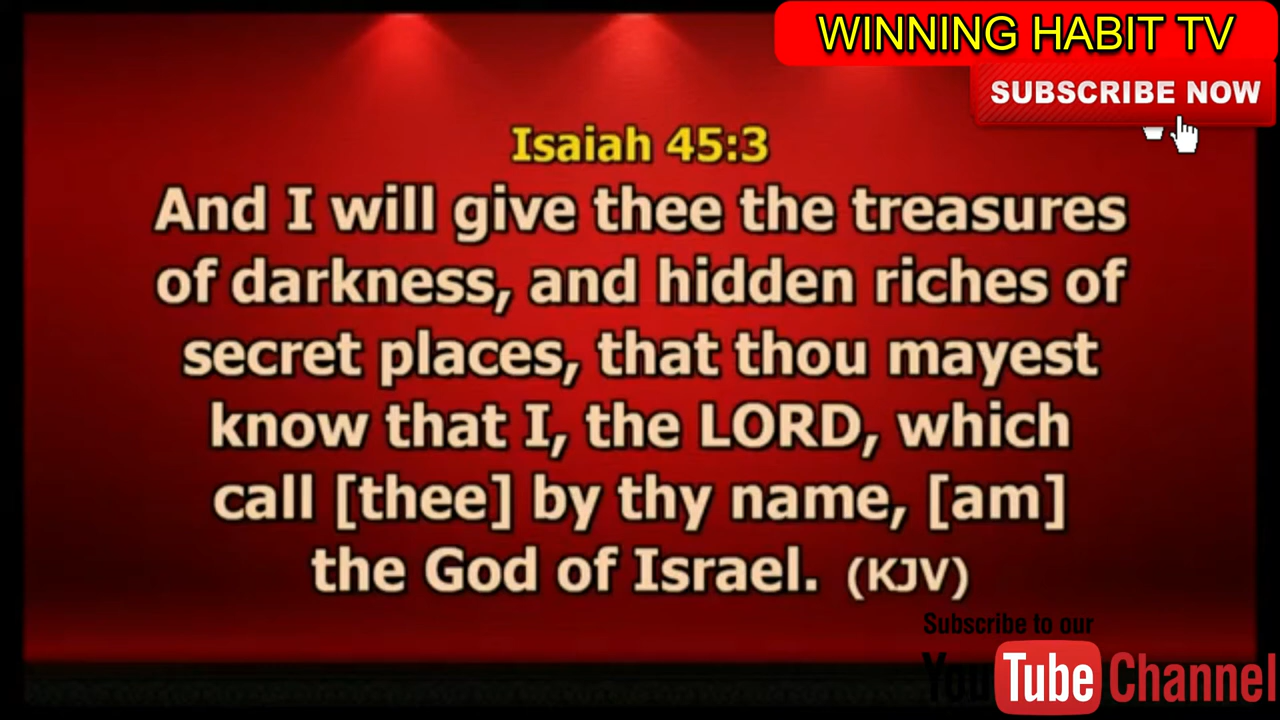 WINNING HABIT TV
SUBSCRIBE NOW
Isaiah 45:3
And I will give thee the treasures
of darkness, and hidden riches of
secret places, that thou mayest
know that I, the LORD, which
call [thee] by thy name, [am]
the God of Israel. (KJV)
Subscribe to our
YouTube Channel